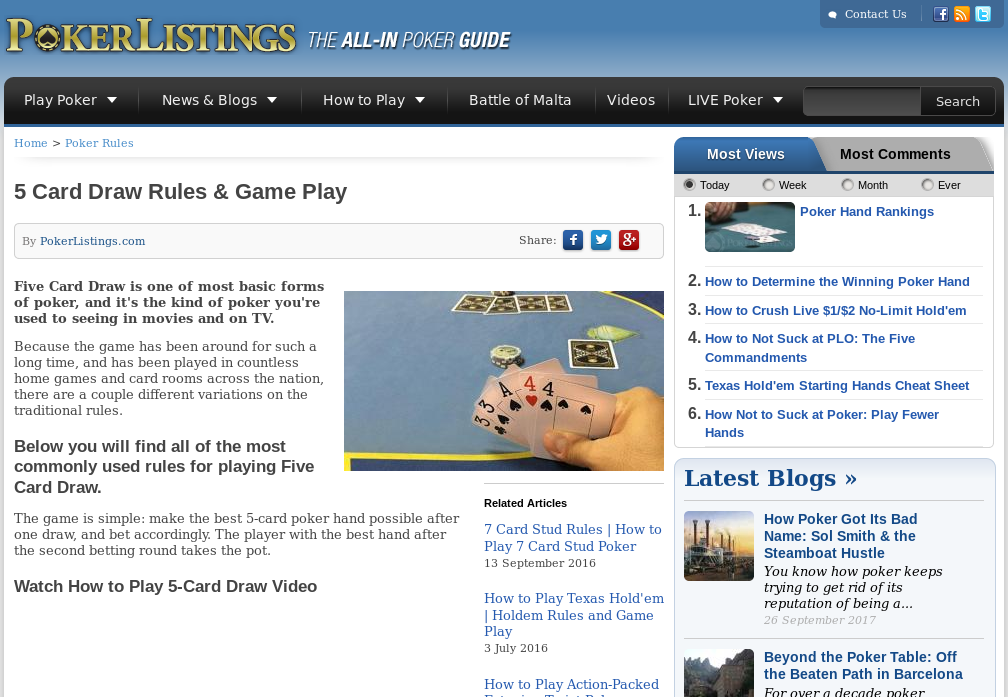 Contact Us
PokerListings THE ALL-IN POKER GUIDE
Play Poker News & Blogs How to Play Battle of Malta Videos LIVE Poker Search
Home > Poker Rules
5 Card Draw Rules & Game Play
By PokerListings.com Share:
Five Card Draw is one of most basic forms
of poker, and it's the kind of poker you're
used to seeing in movies and on TV.
Because the game has been around for such a
long time, and has been played in countless
home games and card rooms across the nation,
there are a couple different variations on the
traditional rules.
Below you will find all of the most
commonly used rules for playing Five
Card Draw.
The game is simple: make the best 5-card poker hand possible after
one draw, and bet accordingly. The player with the best hand after
the second betting round takes the pot.
Watch How to Play 5-Card Draw Video
3 3 A 4 4
Related Articles
7 Card Stud Rules | How to
Play 7 Card Stud Poker
13 September 2016
How to Play Texas Hold'em
| Holdem Rules and Game
Play
3 July 2016
How to Play Action-Packed
Most Views Most Comments
Today Week Month Ever
1. Poker Hand Rankings
2. How to Determine the Winning Poker Hand
3. How to Crush Live $1/$2 No-Limit Hold'em
4. How to Not Suck at PLO: The Five
Commandments
5. Texas Hold'em Starting Hands Cheat Sheet
6. How Not to Suck at Poker: Play Fewer
Hands
Latest Blogs »
How Poker Got Its Bad
Name: Sol Smith & the
Steamboat Hustle
You know how poker keeps
trying to get rid of its
reputation of being a...
26 September 2017
Beyond the Poker Table: Off
the Beaten Path in Barcelona
For over a decade poker